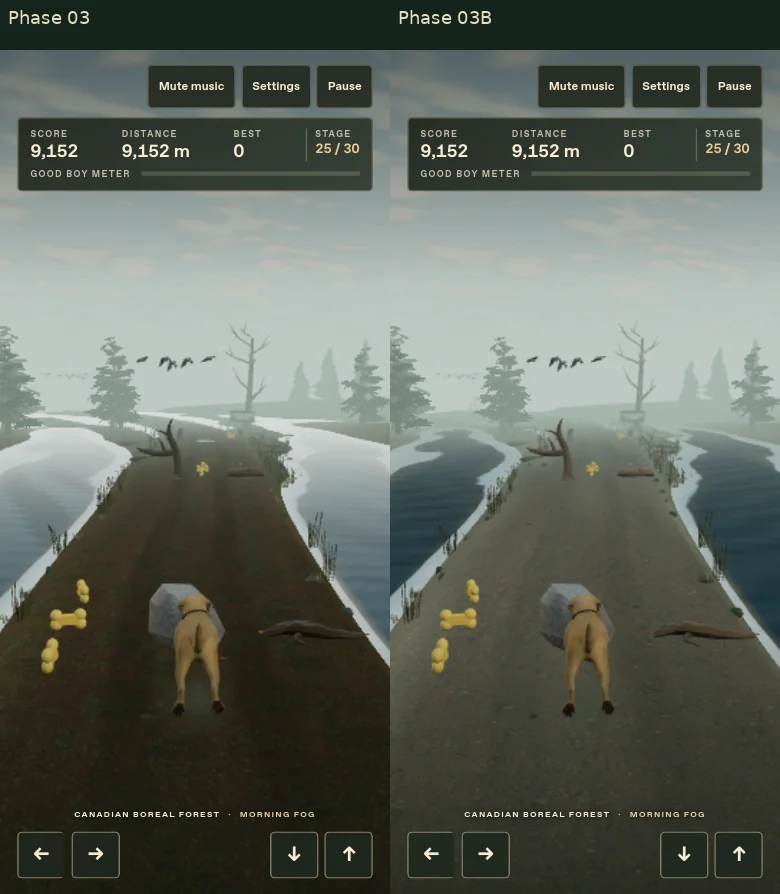 Phase 03
Phase 03B
Mute music Settings Pause
SCORE DISTANCE BEST STAGE
9,152 9,152 m 0 25 / 30
GOOD BOY METER
CANADIAN BOREAL FOREST · MORNING FOG
← → ↓ ↑
Mute music Settings Pause
SCORE DISTANCE BEST STAGE
9,152 9,152 m 0 25 / 30
GOOD BOY METER
CANADIAN BOREAL FOREST · MORNING FOG
← → ↓ ↑